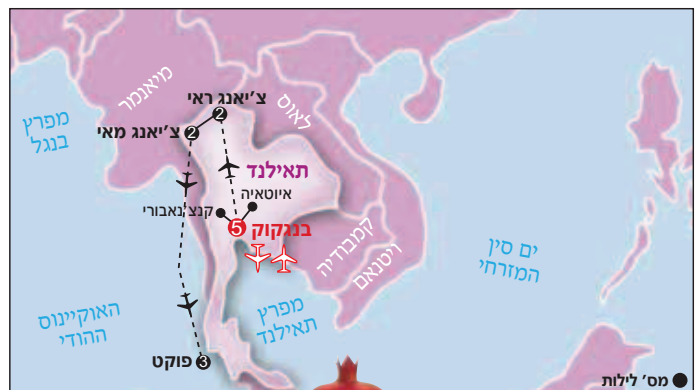 מיאנמר
צ'יאנג ראי
2
לאוס
מפרץ
בנגל
צ'יאנג מאי
2
תאילנד
איוטאיה
קנצ'נאבורי
בנגקוק
5
קמבודיה
ויטנאם
ים סין
המזרחי
מפרץ
תאילנד
האוקיינוס
ההודי
פוקט
3
מס' לילות